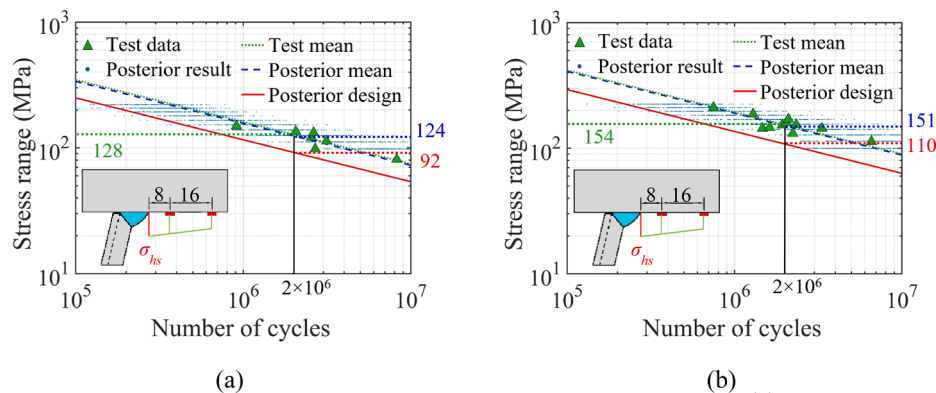 10³
Test data
Test mean
Posterior result
Posterior mean
Posterior design
Stress range (MPa)
10²
124
128
92
8
16
σhs
10¹
10⁵
10⁶
2×10⁶
10⁷
Number of cycles
(a)
10³
Test data
Test mean
Posterior result
Posterior mean
Posterior design
Stress range (MPa)
10²
151
154
110
8
16
σhs
10¹
10⁵
10⁶
2×10⁶
10⁷
Number of cycles
(b)